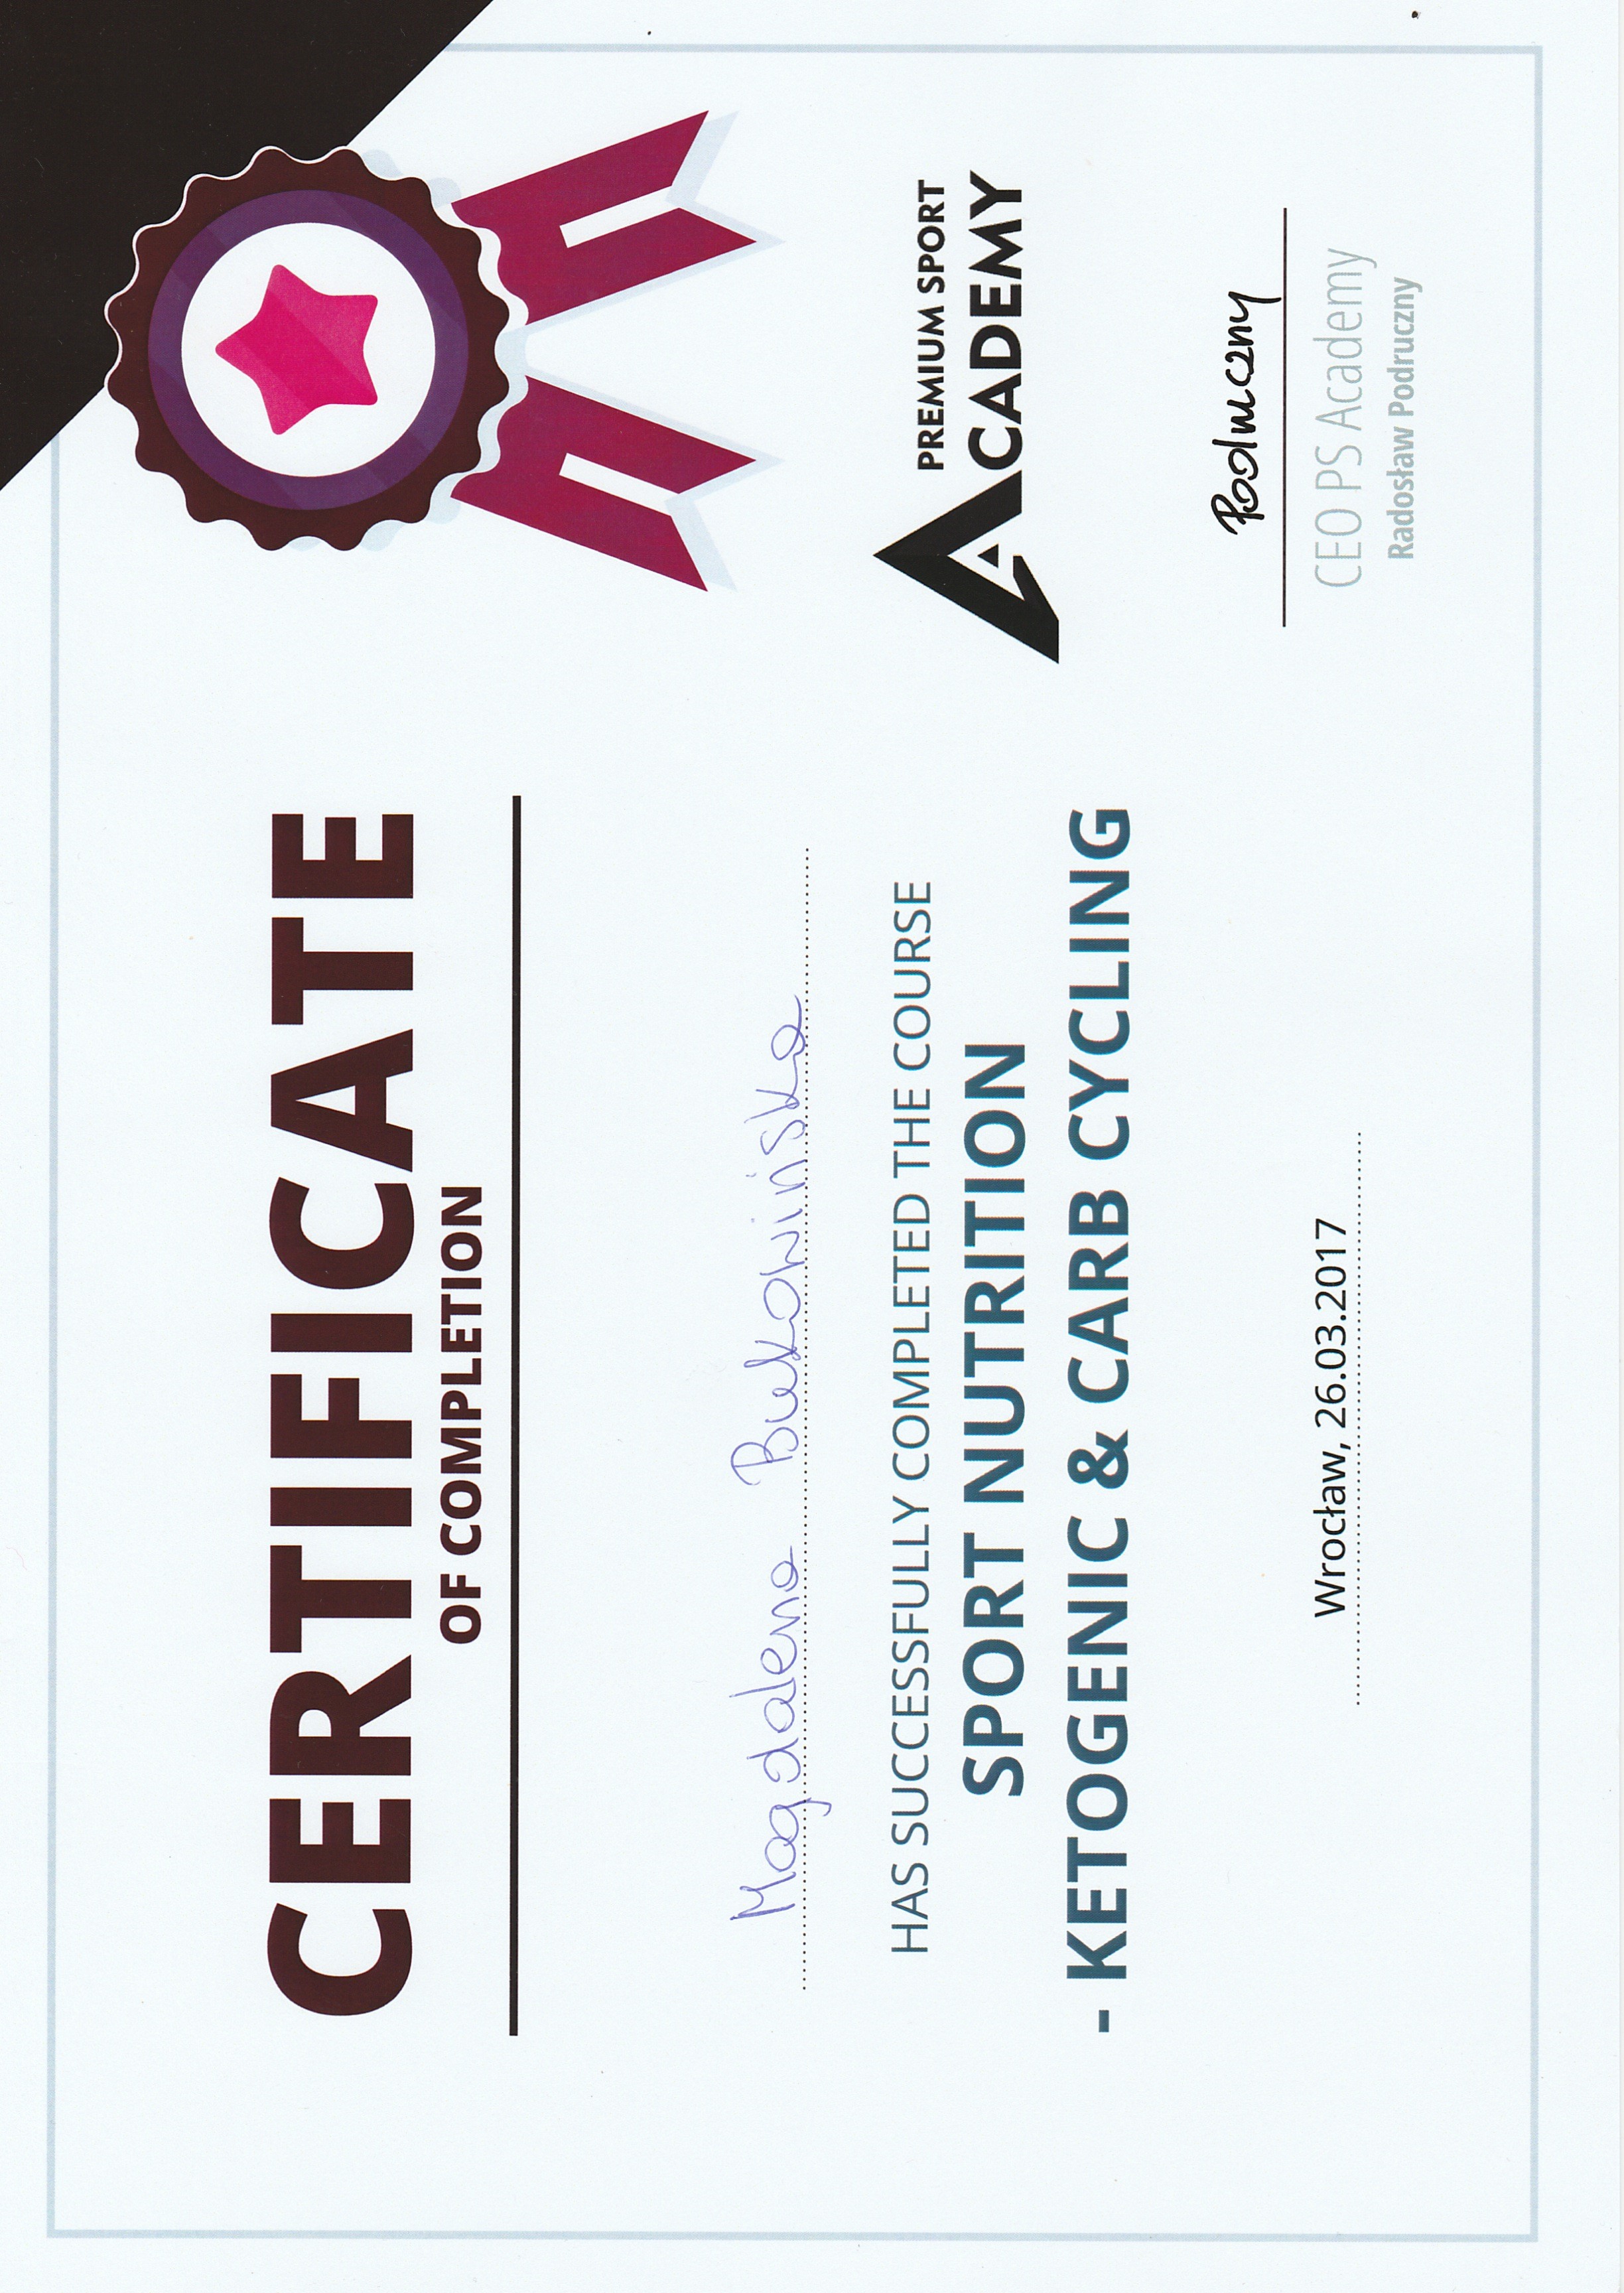 CERTIFICATE
OF COMPLETION
Magdalena Bukowińska
HAS SUCCESSFULLY COMPLETED THE COURSE
SPORT NUTRITION
- KETOGENIC & CARB CYCLING
Wrocław, 26.03.2017
PREMIUM SPORT
ACADEMY
Podruczny
CEO PS Academy
Radosław Podruczny